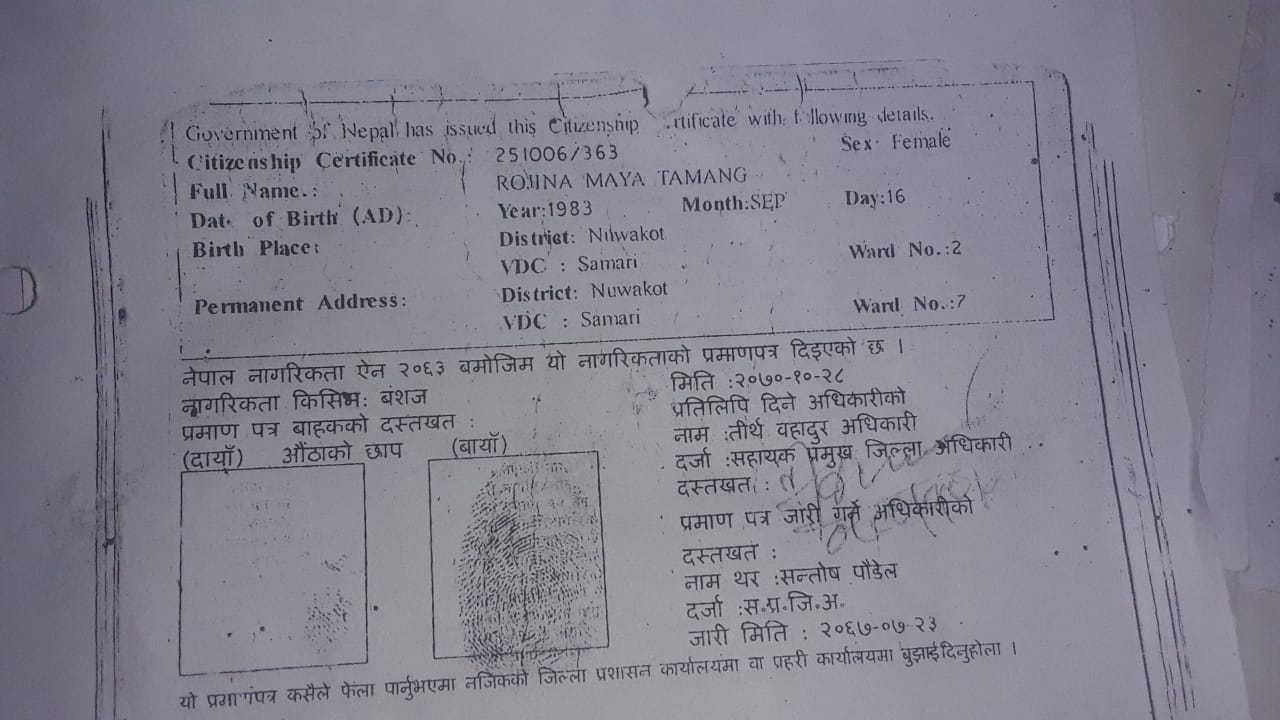 Government of Nepal has issued this Citizenship rtificate with f llowing details.
Citizenship Certificate No.: 251006/363 Sex: Female
Full Name.: ROJINA MAYA TAMANG
Dat of Birth (AD): Year:1983 Month:SEP Day:16
Birth Place: District: Nuwakot
VDC : Samari Ward No.:2
Permanent Address: District: Nuwakot
VDC : Samari Ward No.:7
नेपाल नागरिकता ऐन २०६३ बमोजिम यो नागरिकताको प्रमाणपत्र दिइएको छ ।
नागरिकता किसिम: बंशज
प्रमाण पत्र बाहकको दस्तखत :
(दायाँ) औंठाको छाप (बायाँ)
मिति :२०७०-१०-२८
प्रतिलिपि दिने अधिकारीको
नाम :तीर्थ वहादुर अधिकारी
दर्जा :सहायक प्रमुख जिल्ला अधिकारी
दस्तखत :
प्रमाण पत्र जारी गर्ने अधिकारीको
दस्तखत :
नाम थर :सन्तोष पौडेल
दर्जा :स.प्र.जि.अ.
जारी मिति : २०६७-०७-२३
यो प्रमाणपत्र कसैले फेला पार्नुभएमा नजिकको जिल्ला प्रशासन कार्यालयमा वा प्रहरी कार्यालयमा बुझाईदिनुहोला ।